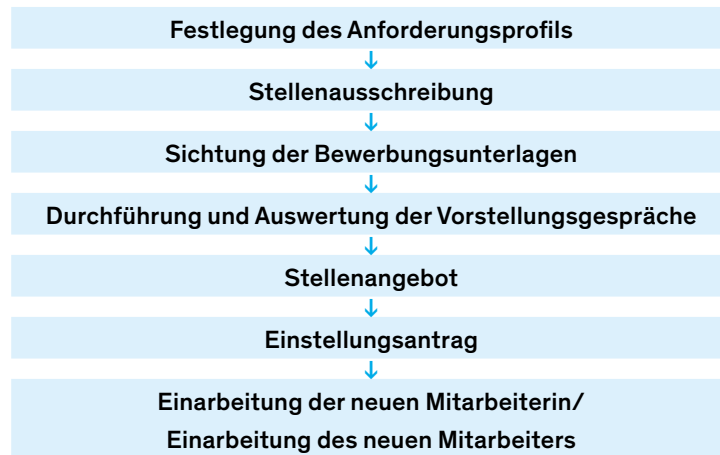 Festlegung des Anforderungsprofils
↓
Stellenausschreibung
↓
Sichtung der Bewerbungsunterlagen
↓
Durchführung und Auswertung der Vorstellungsgespräche
↓
Stellenangebot
↓
Einstellungsantrag
↓
Einarbeitung der neuen Mitarbeiterin/
Einarbeitung des neuen Mitarbeiters